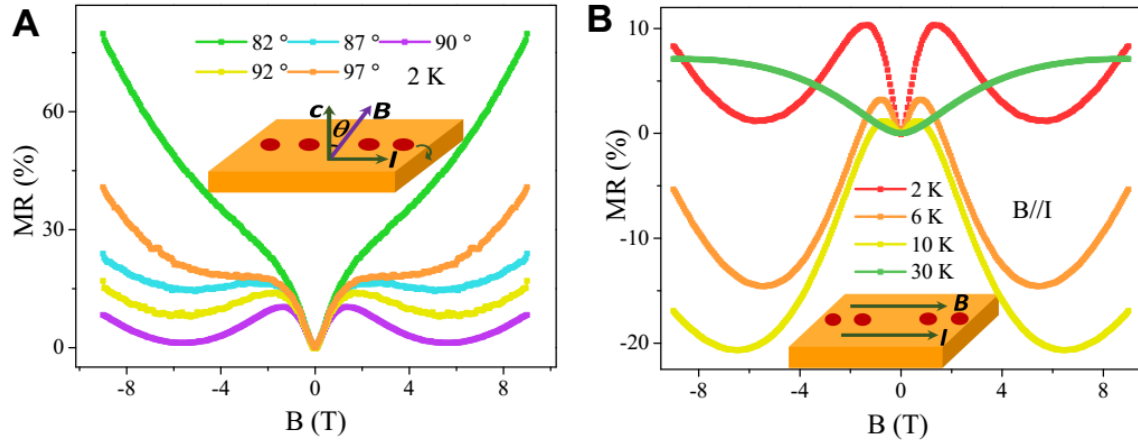 A
82 ° 87 ° 90 °
92 ° 97 ° 2 K
c θ B
I
MR (%)
60
30
0
-8 -4 0 4 8
B (T)
B
MR (%)
10
0
-10
-20
2 K
6 K
10 K
30 K
B//I
B
I
-8 -4 0 4 8
B (T)